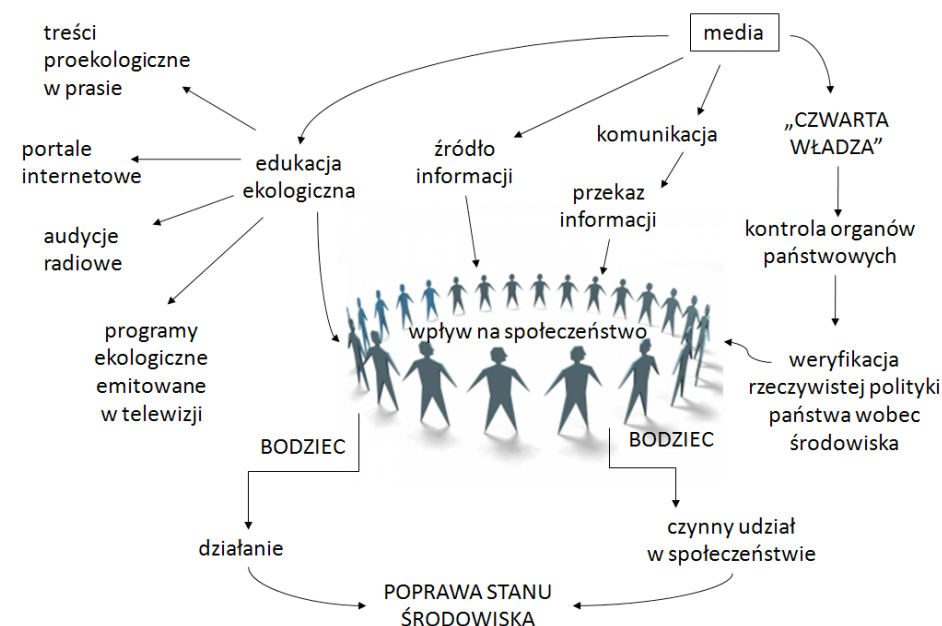 treści
proekologiczne
w prasie
media
portale
internetowe
edukacja
ekologiczna
źródło
informacji
komunikacja
przekaz
informacji
„CZWARTA
WŁADZA”
audycje
radiowe
kontrola organów
państwowych
programy
ekologiczne
emitowane
w telewizji
wpływ na społeczeństwo
weryfikacja
rzeczywistej polityki
państwa wobec
środowiska
BODZIEC
BODZIEC
działanie
czynny udział
w społeczeństwie
POPRAWA STANU
ŚRODOWISKA